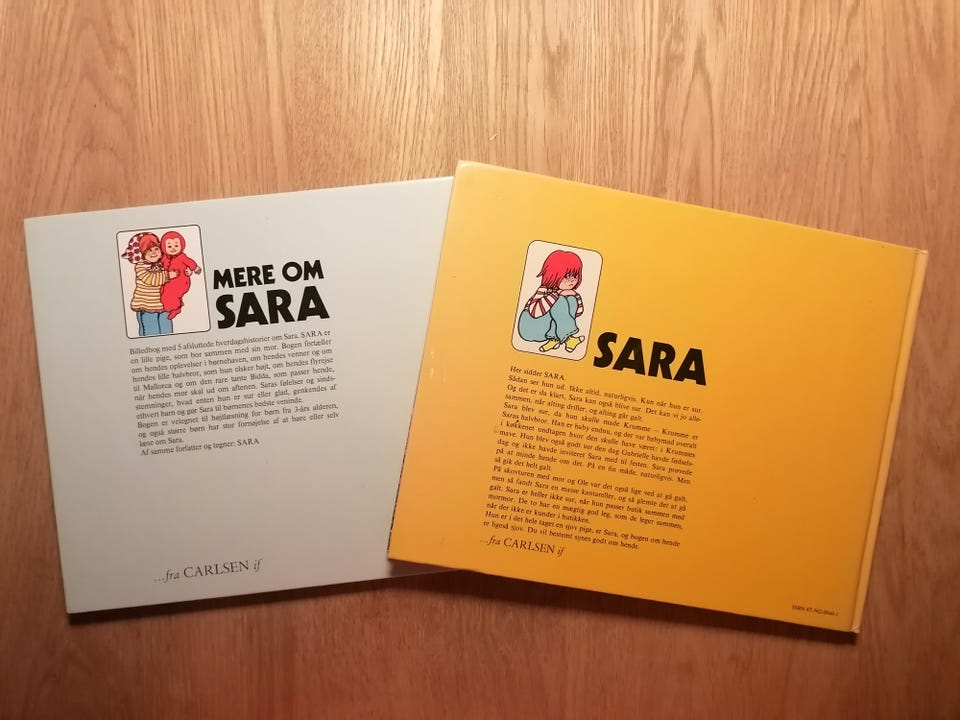 MERE OM
SARA
Billedbog med 5 afsluttede hverdagshistorier om Sara. SARA er
en lille pige, som bor sammen med sin mor. Bogen fortæller
om hendes oplevelser i børnehaven, om hendes venner og om
hendes lille halvbror, som hun elsker højt, om hendes flyrejse
til Mallorca og om den rare tante Bidda, som passer hende,
når hendes mor skal ud om aftenen. Saras følelser og sinds-
stemninger, hvad enten hun er sur eller glad, genkendes af
ethvert barn og gør Sara til børnenes bedste veninde.
Bogen er velegnet til højtlæsning for børn fra 3-års alderen,
og også større børn har stor fornøjelse af at høre eller selv
læse om Sara.
Af samme forfatter og tegner: SARA
...fra CARLSEN if
SARA
Her sidder SARA.
Sådan ser hun ud. Ikke altid, naturligvis. Kun når hun er sur.
Og det er da klart, Sara kan også blive sur. Det kan vi jo alle-
sammen, når alting driller, og alting går galt.
Sara blev sur, da hun skulle made Krumme – Krumme er
Saras halvbror. Han er baby endnu, og der var babymad overalt
i køkkenet undtagen hvor den skulle have været: i Krummes
mave. Hun blev også godt sur den dag Gabrielle havde fødsels-
dag og ikke havde inviteret Sara med til festen. Sara prøvede
på at minde hende om det. På en fin måde, naturligvis. Men
så gik det helt galt.
På skovturen med mor og Ole var det også lige ved at gå galt,
men så fandt Sara en masse kantareller, og så glemte det at gå
galt. Sara er heller ikke sur, når hun passer butik sammen med
mormor. De to har en mægtig god leg, som de leger sammen,
når der ikke er kunder i butikken.
Hun er i det hele taget en sjov pige, er Sara, og bogen om hende
er ligeså sjov. Du vil bestemt synes godt om hende.
...fra CARLSEN if